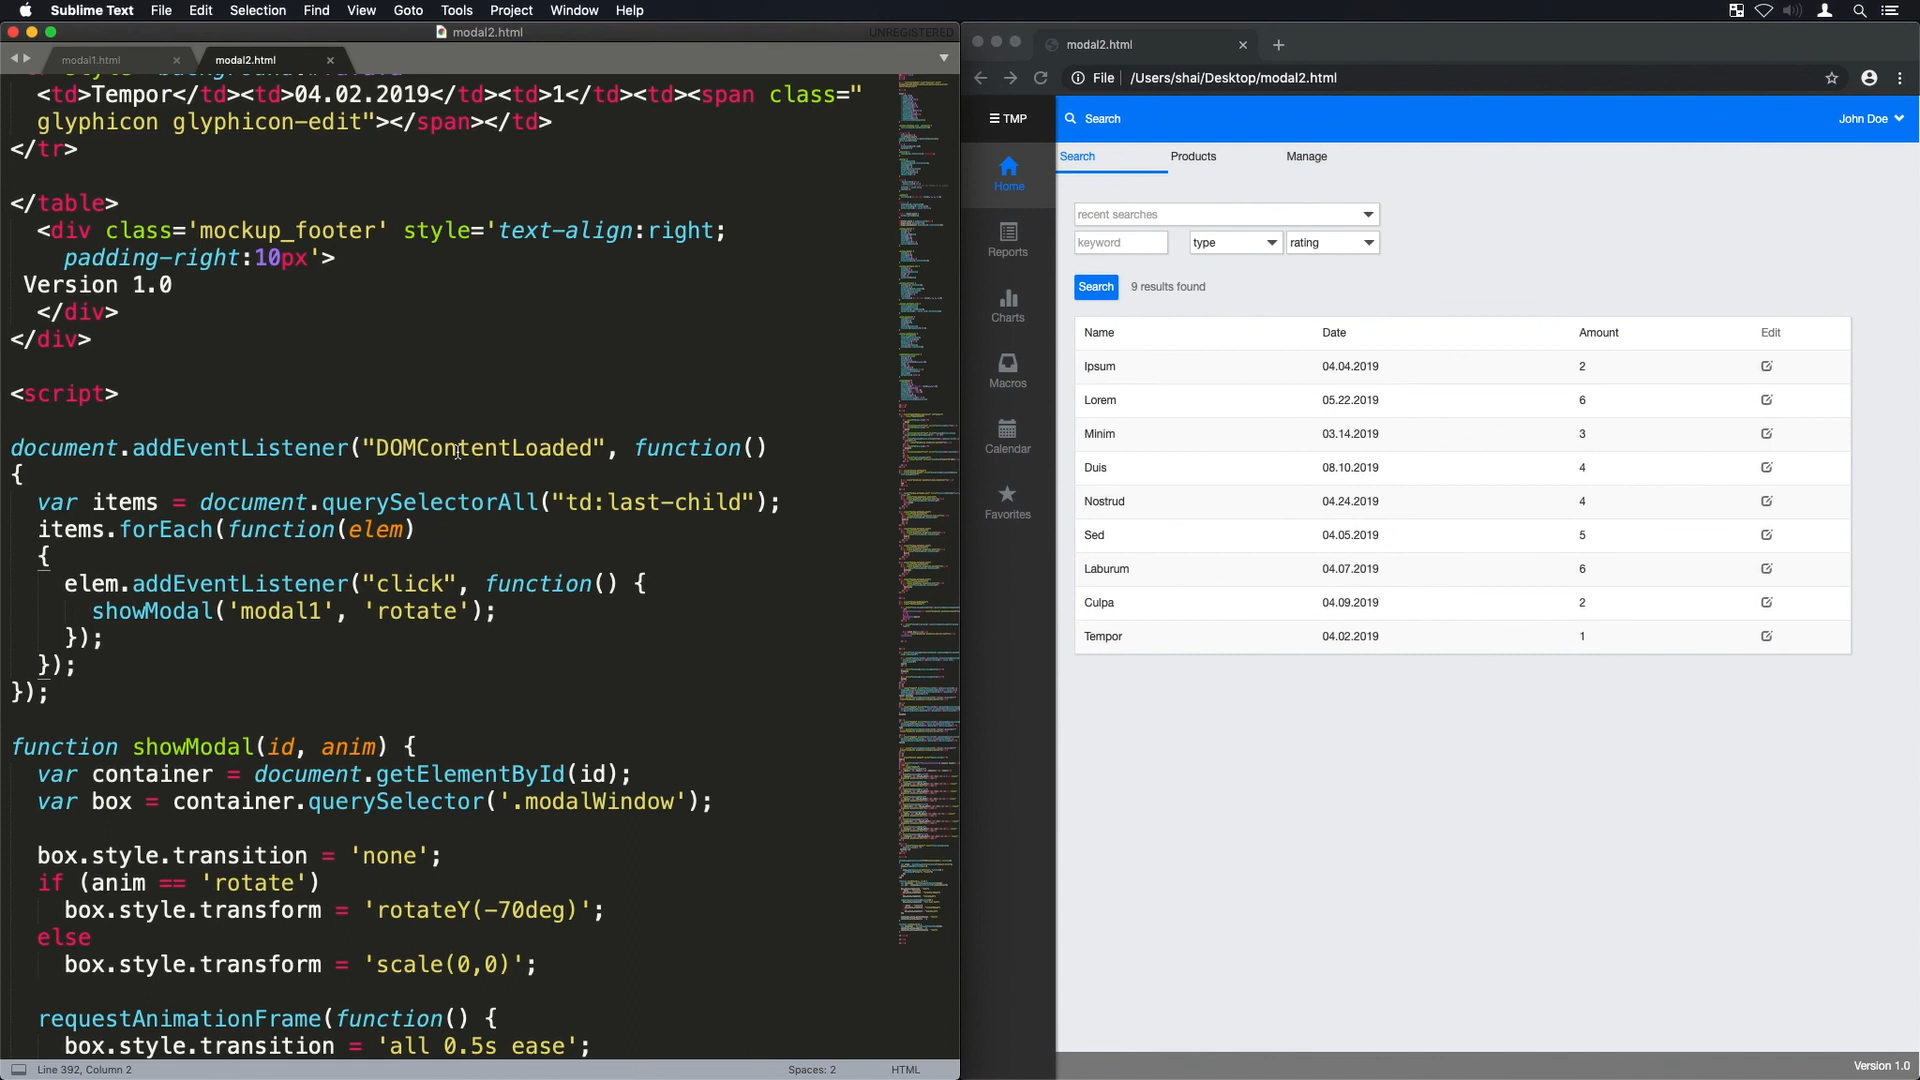 Sublime Text File Edit Selection Find View Goto Tools Project Window Help
modal2.html
UNREGISTERED
modal1.html
modal2.html
<td>Tempor</td><td>04.02.2019</td><td>1</td><td><span class="
glyphicon glyphicon-edit"></span></td>
</tr>
</table>
<div class='mockup_footer' style='text-align:right;
padding-right:10px'>
Version 1.0
</div>
</div>
<script>
document.addEventListener("DOMContentLoaded", function()
{
var items = document.querySelectorAll("td:last-child");
items.forEach(function(elem)
{
elem.addEventListener("click", function() {
showModal('modal1', 'rotate');
});
});
});
function showModal(id, anim) {
var container = document.getElementById(id);
var box = container.querySelector('.modalWindow');
box.style.transition = 'none';
if (anim == 'rotate')
box.style.transform = 'rotateY(-70deg)';
else
box.style.transform = 'scale(0,0)';
requestAnimationFrame(function() {
box.style.transition = 'all 0.5s ease';
Line 392, Column 2
Spaces: 2
HTML
modal2.html
File /Users/shai/Desktop/modal2.html
TMP
Search
John Doe
Home
Reports
Charts
Macros
Calendar
Favorites
Search Products Manage
recent searches
keyword type rating
Search 9 results found
Name Date Amount Edit
Ipsum 04.04.2019 2
Lorem 05.22.2019 6
Minim 03.14.2019 3
Duis 08.10.2019 4
Nostrud 04.24.2019 4
Sed 04.05.2019 5
Laburum 04.07.2019 6
Culpa 04.09.2019 2
Tempor 04.02.2019 1
Version 1.0